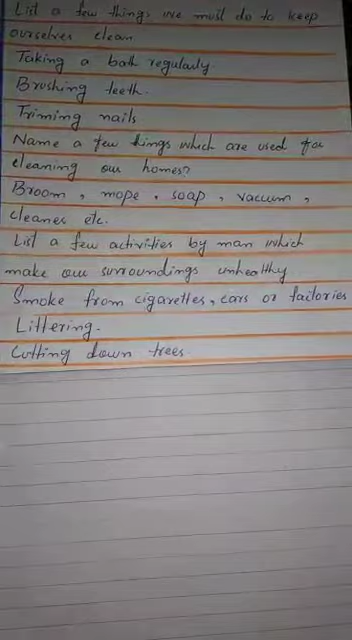 List a few things we must do to keep
ourselves clean
Taking a bath regularly
Brushing teeth.
Triming nails
Name a few things which are used for
cleaning our homes?
Broom, mope, soap, vaccum,
cleaner etc.
List a few activities by man which
make our surroundings unhealthy
Smoke from cigarettes, cars or factories
Littering.
Cutting down trees